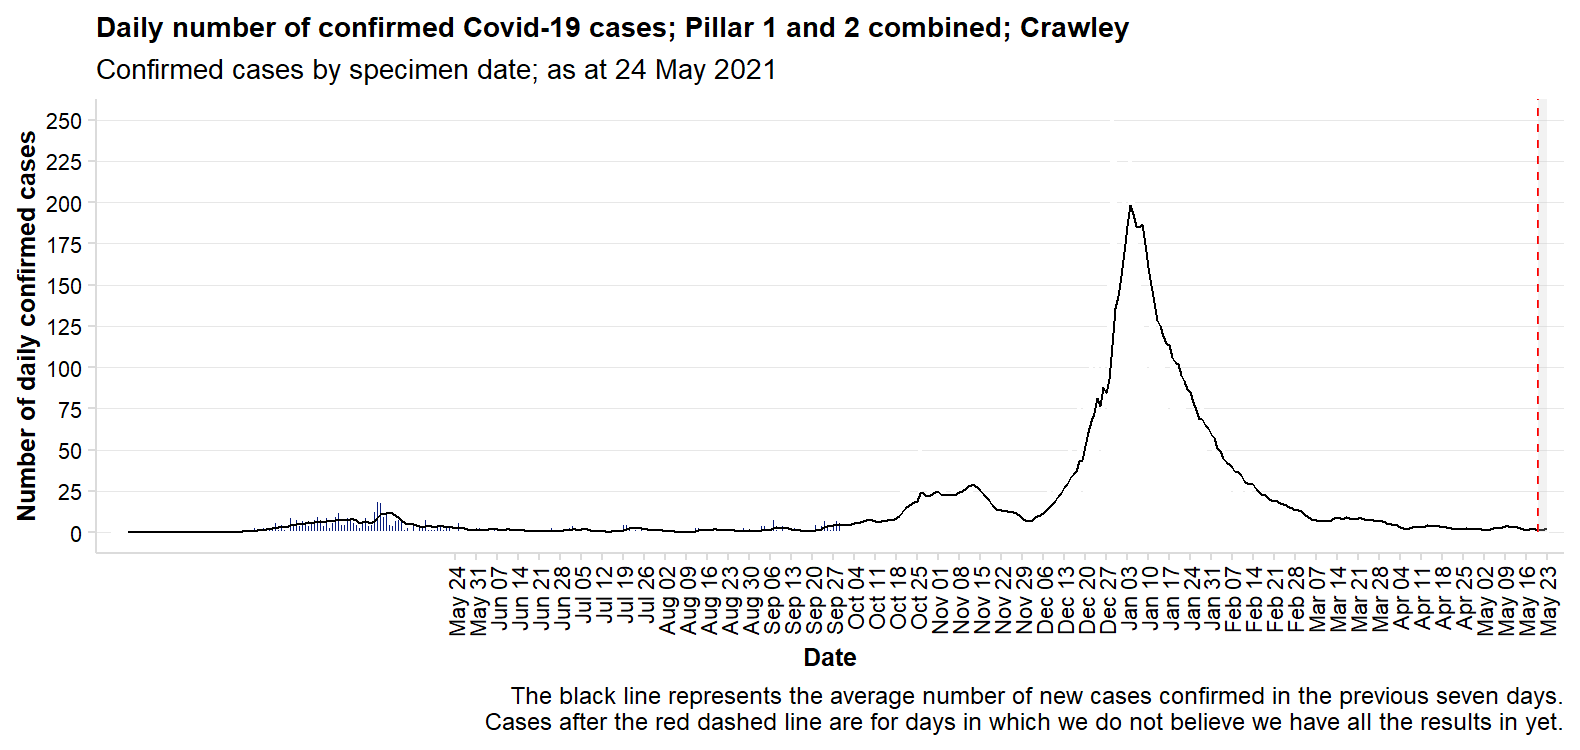 Daily number of confirmed Covid-19 cases; Pillar 1 and 2 combined; Crawley
Confirmed cases by specimen date; as at 24 May 2021
Number of daily confirmed cases
250
225
200
175
150
125
100
75
50
25
0
May 24
May 31
Jun 07
Jun 14
Jun 21
Jun 28
Jul 05
Jul 12
Jul 19
Jul 26
Aug 02
Aug 09
Aug 16
Aug 23
Aug 30
Sep 06
Sep 13
Sep 20
Sep 27
Oct 04
Oct 11
Oct 18
Oct 25
Nov 01
Nov 08
Nov 15
Nov 22
Nov 29
Dec 06
Dec 13
Dec 20
Dec 27
Jan 03
Jan 10
Jan 17
Jan 24
Jan 31
Feb 07
Feb 14
Feb 21
Feb 28
Mar 07
Mar 14
Mar 21
Mar 28
Apr 04
Apr 11
Apr 18
Apr 25
May 02
May 09
May 16
May 23
Date
The black line represents the average number of new cases confirmed in the previous seven days.
Cases after the red dashed line are for days in which we do not believe we have all the results in yet.